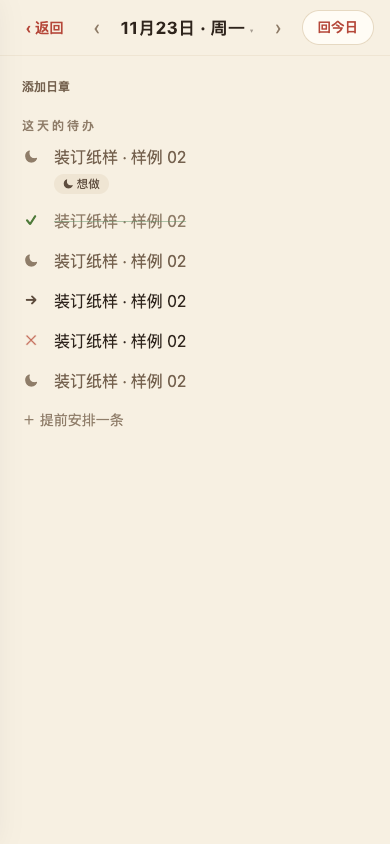 ‹ 返回 ‹ 11月23日 · 周一 · › 回今日
添加日章
这天的待办
装订纸样 · 样例 02
想做
装订纸样 · 样例 02
装订纸样 · 样例 02
装订纸样 · 样例 02
装订纸样 · 样例 02
装订纸样 · 样例 02
+ 提前安排一条